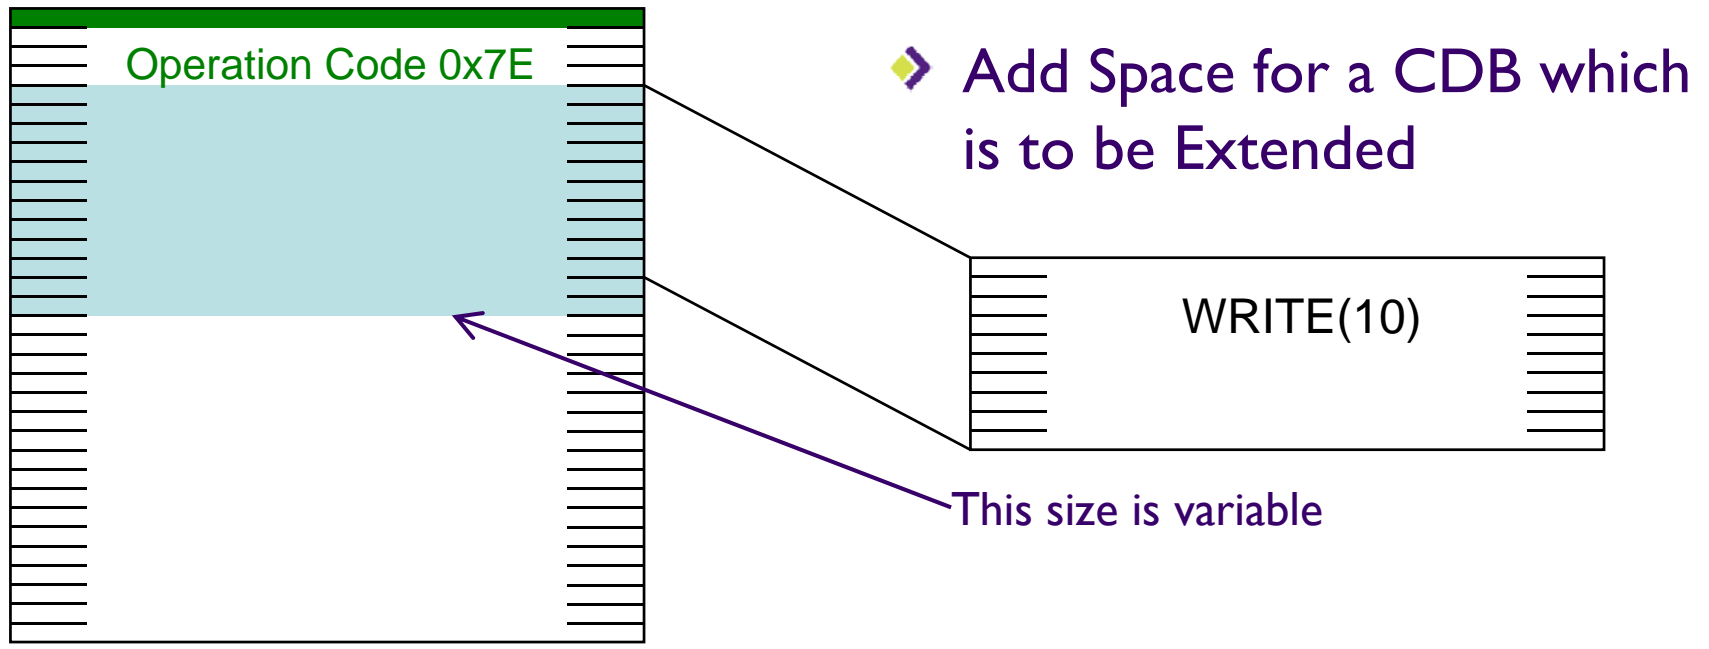 Operation Code 0x7E
Add Space for a CDB which
is to be Extended
WRITE(10)
This size is variable